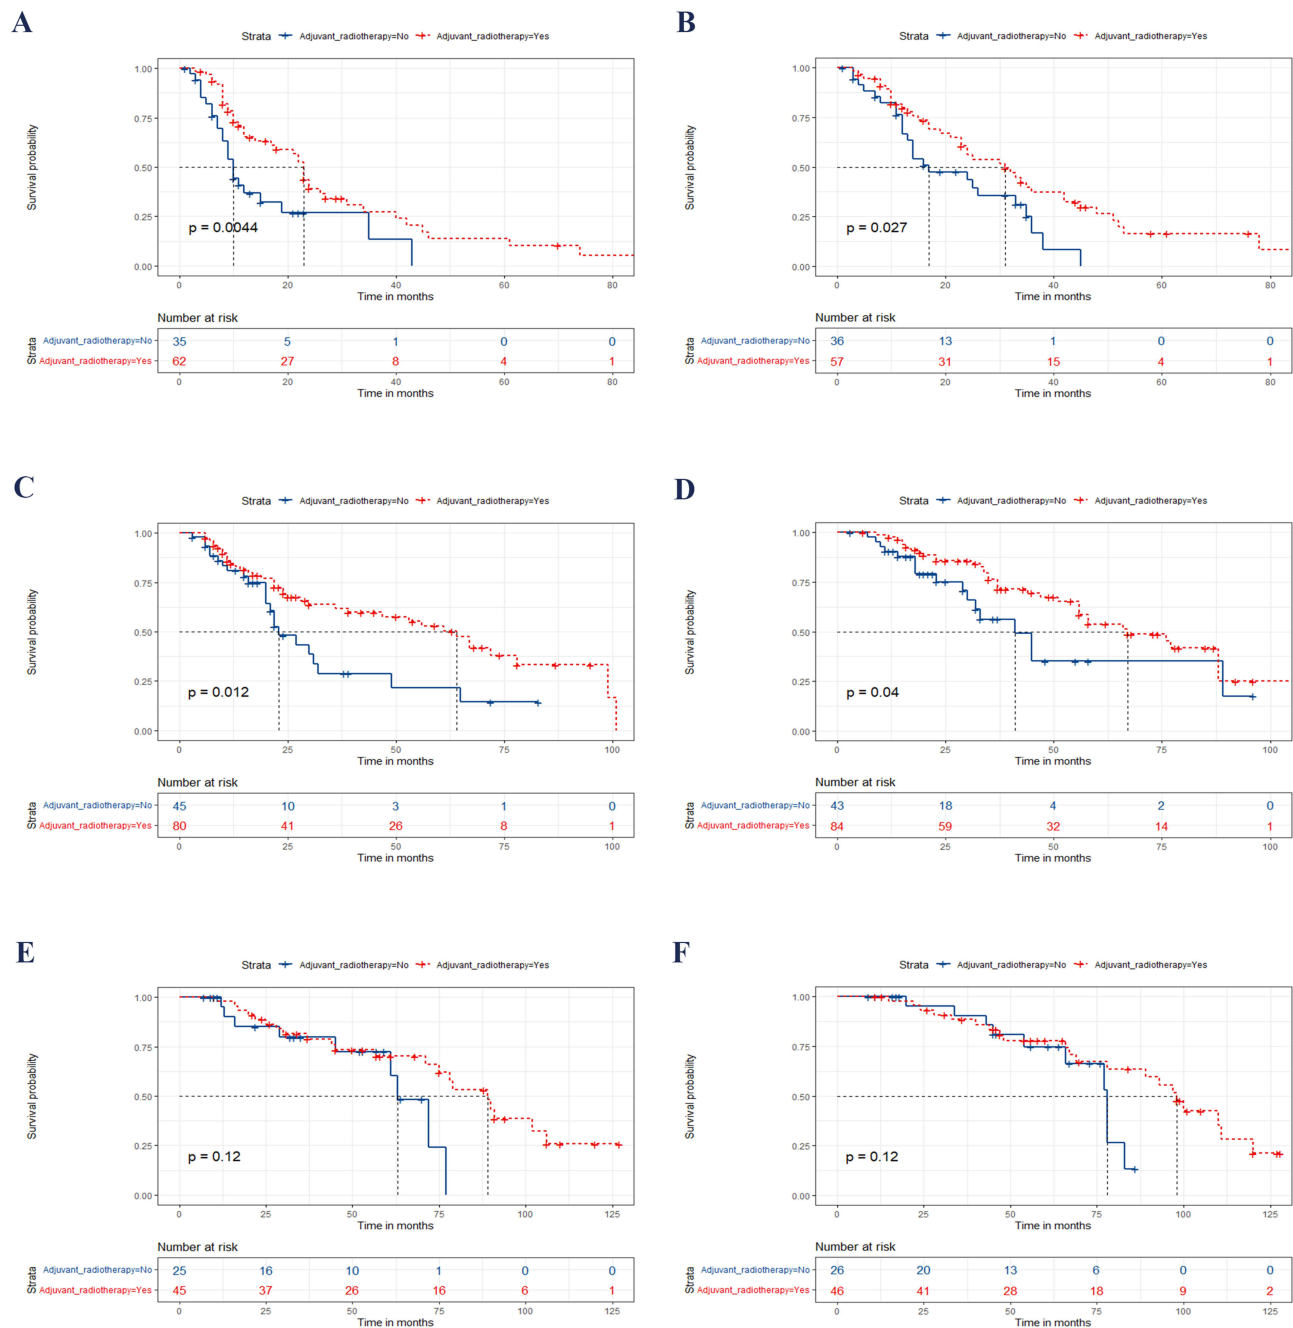 A
Strata Adjuvant_radiotherapy=No Adjuvant_radiotherapy=Yes
Survival probability
1.00
0.75
0.50
0.25
0.00
p = 0.0044
0 20 40 60 80
Time in months
Number at risk
Strata
Adjuvant_radiotherapy=No 35 5 1 0 0
Adjuvant_radiotherapy=Yes 62 27 8 4 1
0 20 40 60 80
Time in months
B
Strata Adjuvant_radiotherapy=No Adjuvant_radiotherapy=Yes
Survival probability
1.00
0.75
0.50
0.25
0.00
p = 0.027
0 20 40 60 80
Time in months
Number at risk
Strata
Adjuvant_radiotherapy=No 36 13 1 0 0
Adjuvant_radiotherapy=Yes 57 31 15 4 1
0 20 40 60 80
Time in months
C
Strata Adjuvant_radiotherapy=No Adjuvant_radiotherapy=Yes
Survival probability
1.00
0.75
0.50
0.25
0.00
p = 0.012
0 25 50 75 100
Time in months
Number at risk
Strata
Adjuvant_radiotherapy=No 45 10 3 1 0
Adjuvant_radiotherapy=Yes 80 41 26 8 1
0 25 50 75 100
Time in months
D
Strata Adjuvant_radiotherapy=No Adjuvant_radiotherapy=Yes
Survival probability
1.00
0.75
0.50
0.25
0.00
p = 0.04
0 25 50 75 100
Time in months
Number at risk
Strata
Adjuvant_radiotherapy=No 43 18 4 2 0
Adjuvant_radiotherapy=Yes 84 59 32 14 1
0 25 50 75 100
Time in months
E
Strata Adjuvant_radiotherapy=No Adjuvant_radiotherapy=Yes
Survival probability
1.00
0.75
0.50
0.25
0.00
p = 0.12
0 25 50 75 100 125
Time in months
Number at risk
Strata
Adjuvant_radiotherapy=No 25 16 10 1 0 0
Adjuvant_radiotherapy=Yes 45 37 26 16 6 1
0 25 50 75 100 125
Time in months
F
Strata Adjuvant_radiotherapy=No Adjuvant_radiotherapy=Yes
Survival probability
1.00
0.75
0.50
0.25
0.00
p = 0.12
0 25 50 75 100 125
Time in months
Number at risk
Strata
Adjuvant_radiotherapy=No 26 20 13 6 0 0
Adjuvant_radiotherapy=Yes 46 41 28 18 9 2
0 25 50 75 100 125
Time in months